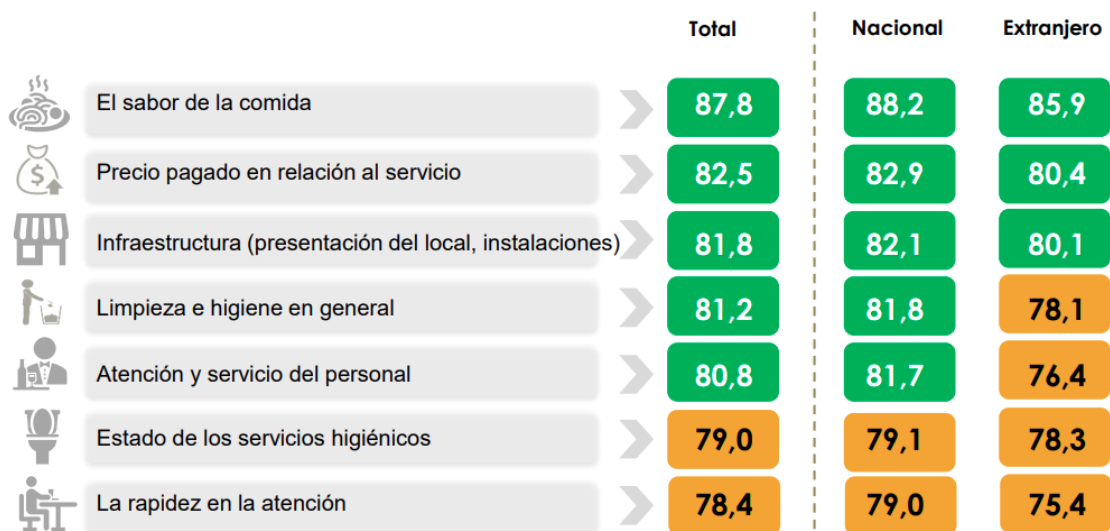 Total Nacional Extranjero
El sabor de la comida 87,8 88,2 85,9
$ Precio pagado en relación al servicio 82,5 82,9 80,4
Infraestructura (presentación del local, instalaciones) 81,8 82,1 80,1
Limpieza e higiene en general 81,2 81,8 78,1
Atención y servicio del personal 80,8 81,7 76,4
Estado de los servicios higiénicos 79,0 79,1 78,3
La rapidez en la atención 78,4 79,0 75,4